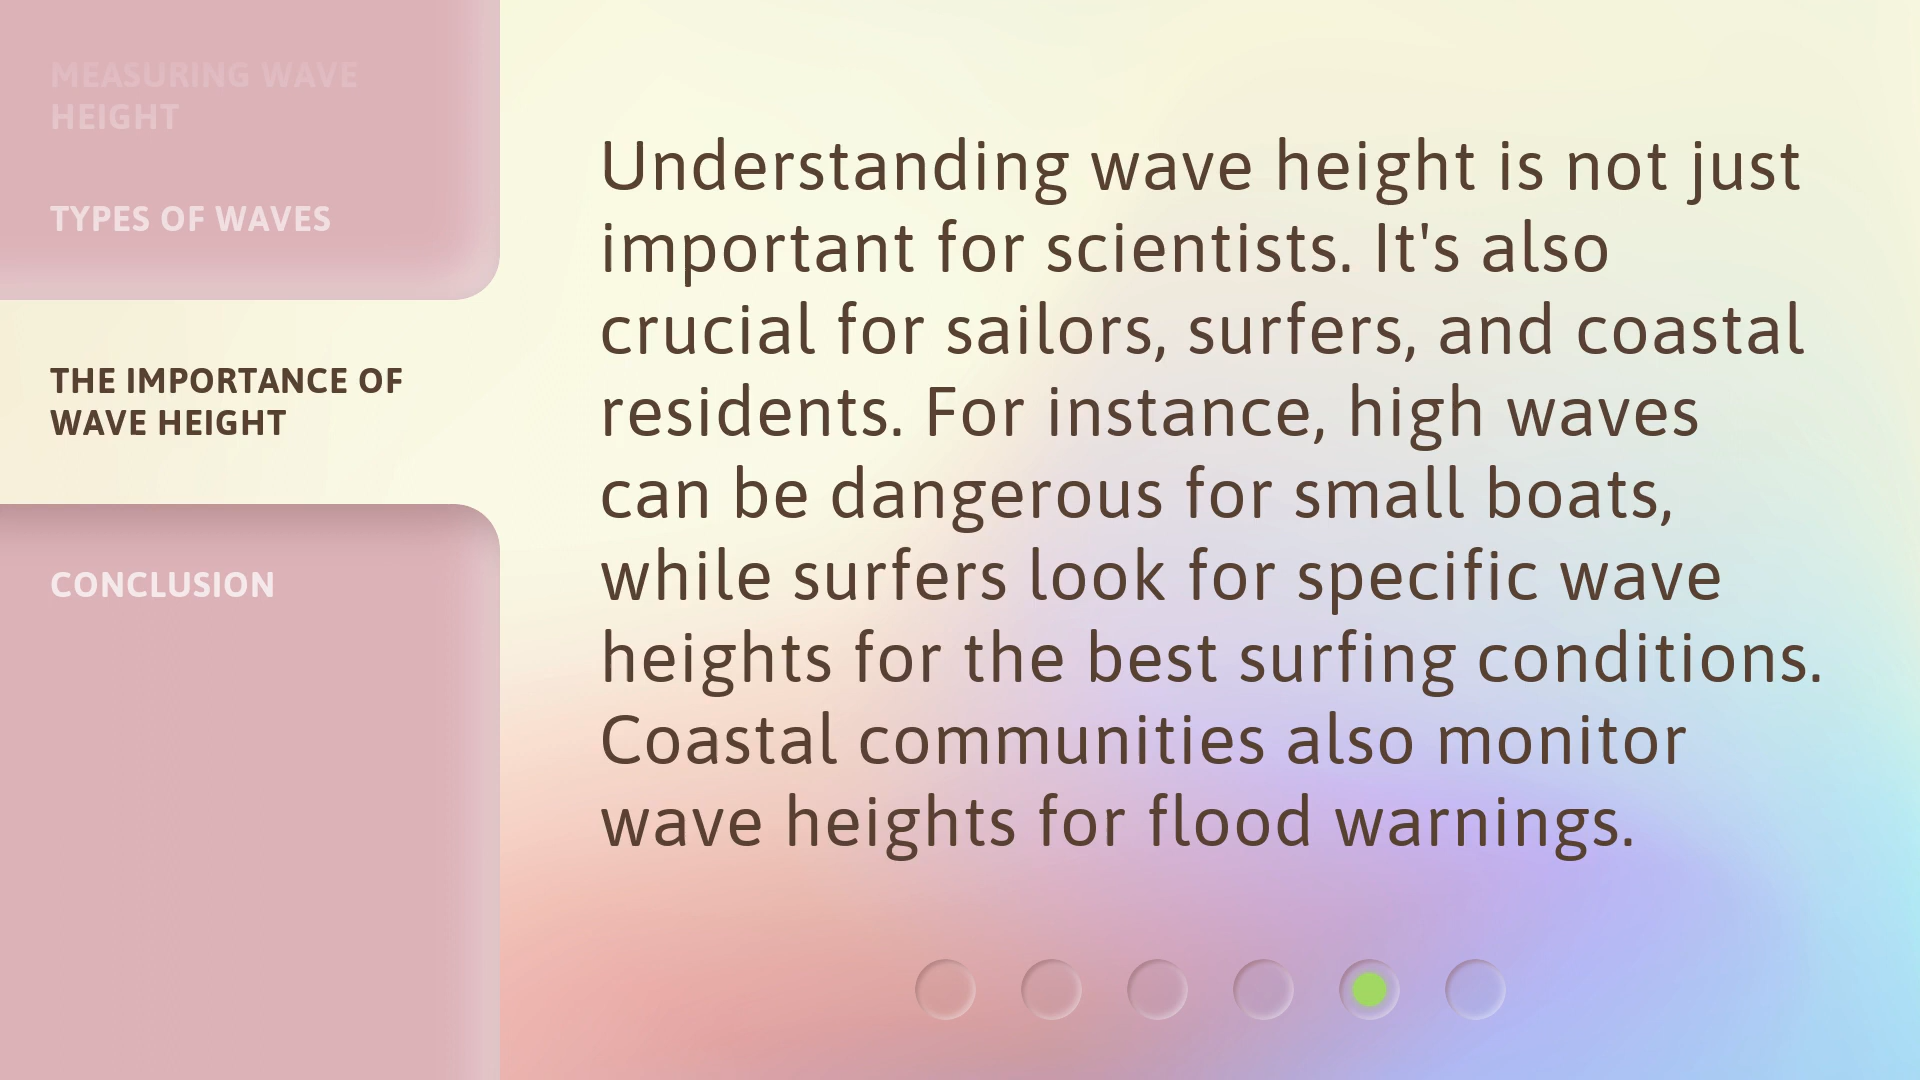 MEASURING WAVE
HEIGHT
TYPES OF WAVES
THE IMPORTANCE OF
WAVE HEIGHT
CONCLUSION
Understanding wave height is not just
important for scientists. It's also
crucial for sailors, surfers, and coastal
residents. For instance, high waves
can be dangerous for small boats,
while surfers look for specific wave
heights for the best surfing conditions.
Coastal communities also monitor
wave heights for flood warnings.